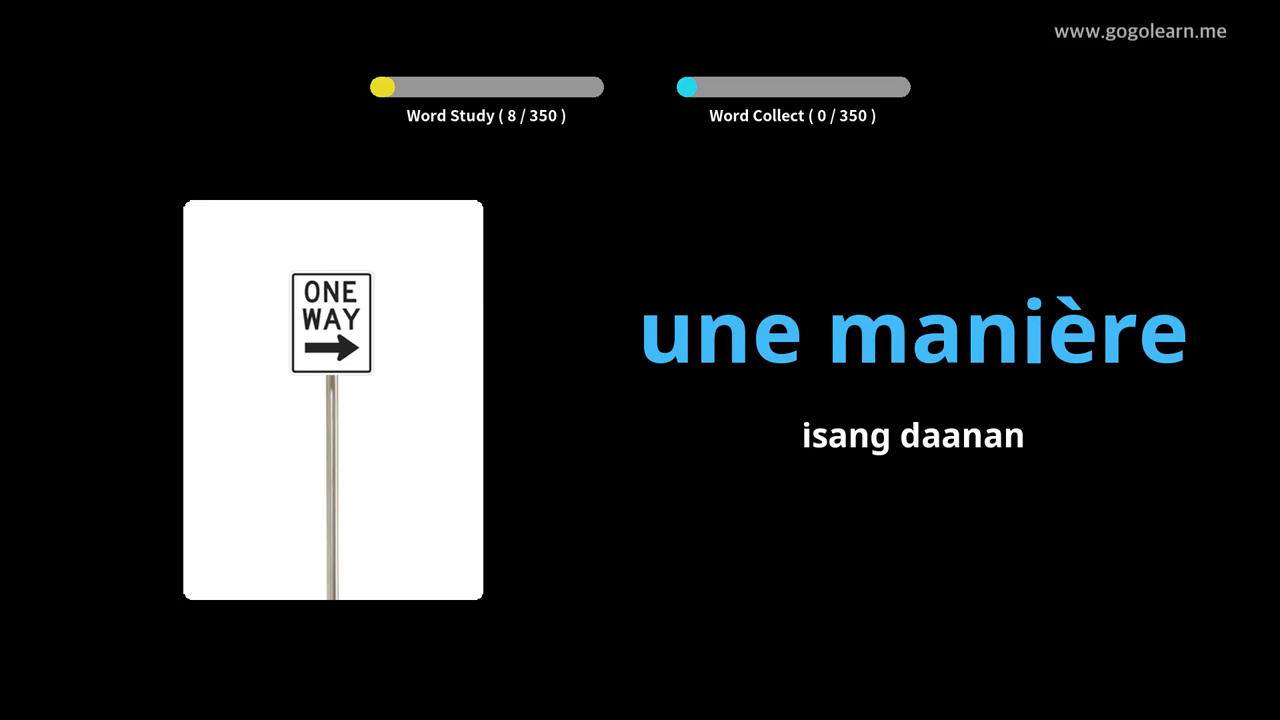 www.gogolearn.me
Word Study ( 8 / 350 )
Word Collect ( 0 / 350 )
ONE
WAY
une manière
isang daanan